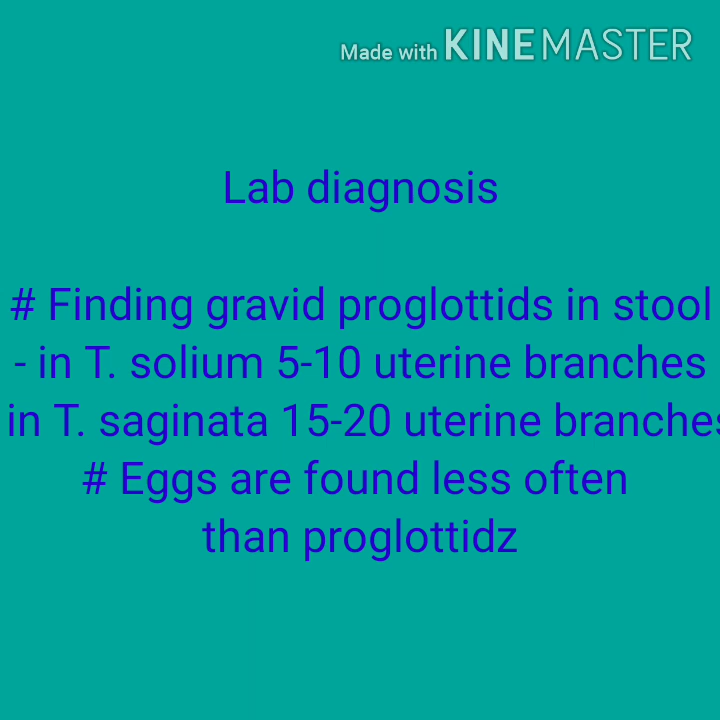 Made with KINEMASTER
Lab diagnosis
# Finding gravid proglottids in stool
- in T. solium 5-10 uterine branches
in T. saginata 15-20 uterine branches
# Eggs are found less often
than proglottidz